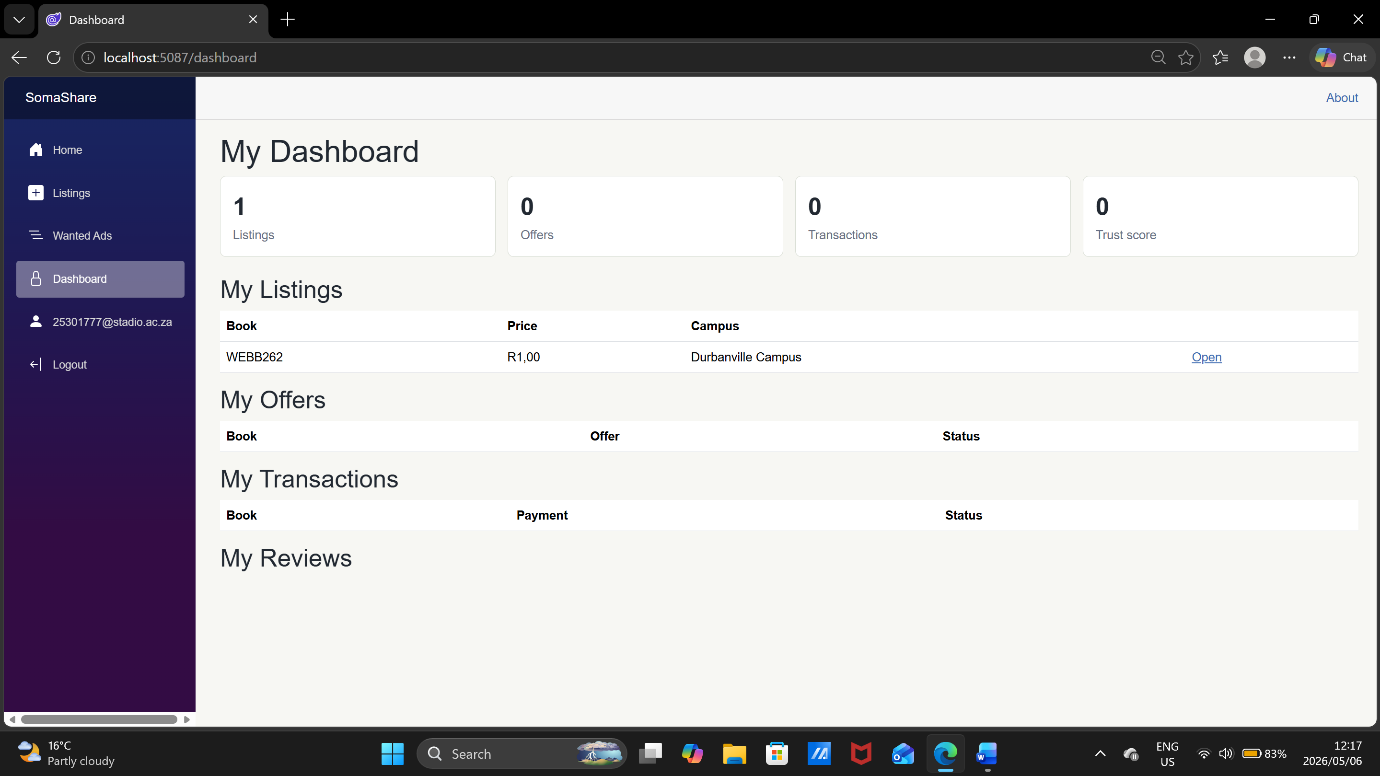 Dashboard
localhost:5087/dashboard
Chat
SomaShare
About
Home
Listings
Wanted Ads
Dashboard
25301777@stadio.ac.za
Logout
My Dashboard
1
Listings
0
Offers
0
Transactions
0
Trust score
My Listings
Book Price Campus
WEBB262 R1,00 Durbanville Campus Open
My Offers
Book Offer Status
My Transactions
Book Payment Status
My Reviews
16°C
Partly cloudy
Search
ENG
US
83%
12:17
2026/05/06